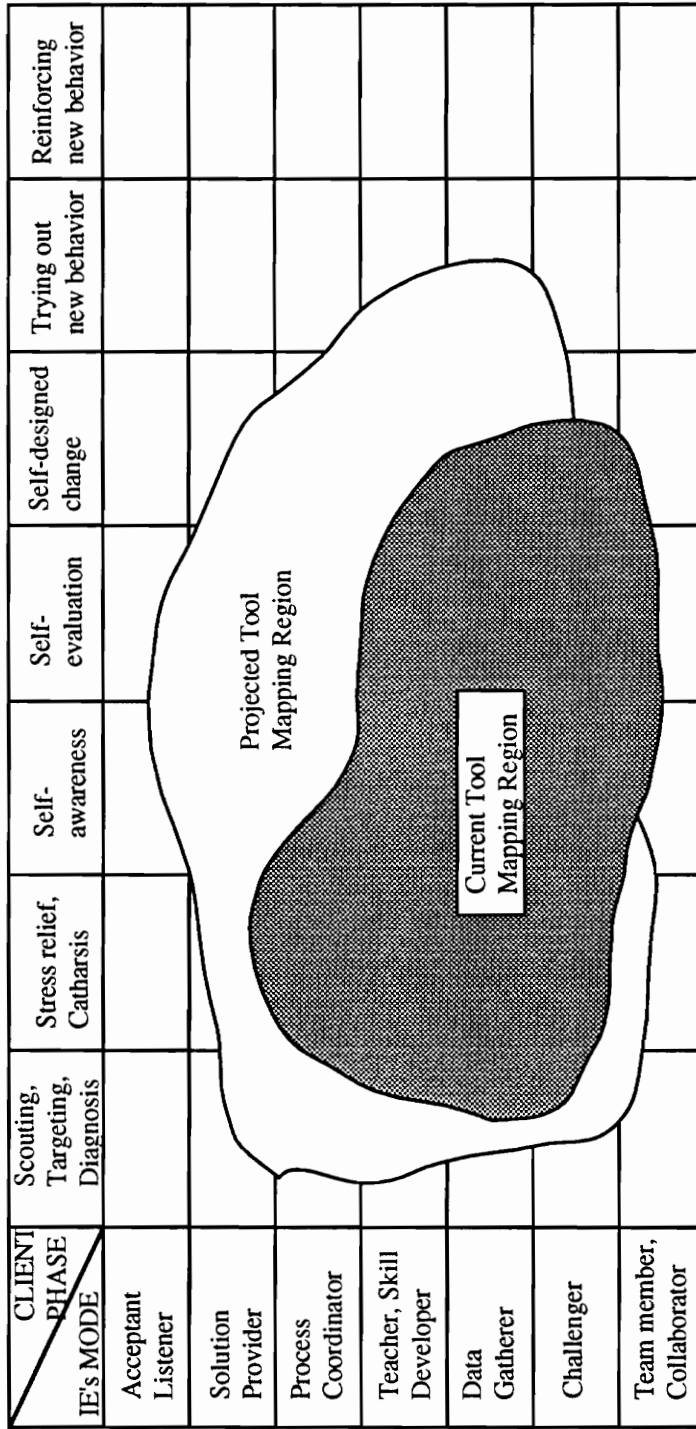 CLIENT
PHASE
IE's MODE
Scouting,
Targeting,
Diagnosis
Stress relief,
Catharsis
Self-
awareness
Self-
evaluation
Self-designed
change
Trying out
new behavior
Reinforcing
new behavior
Acceptant
Listener
Solution
Provider
Process
Coordinator
Teacher, Skill
Developer
Data
Gatherer
Challenger
Team member,
Collaborator
Projected Tool
Mapping Region
Current Tool
Mapping Region